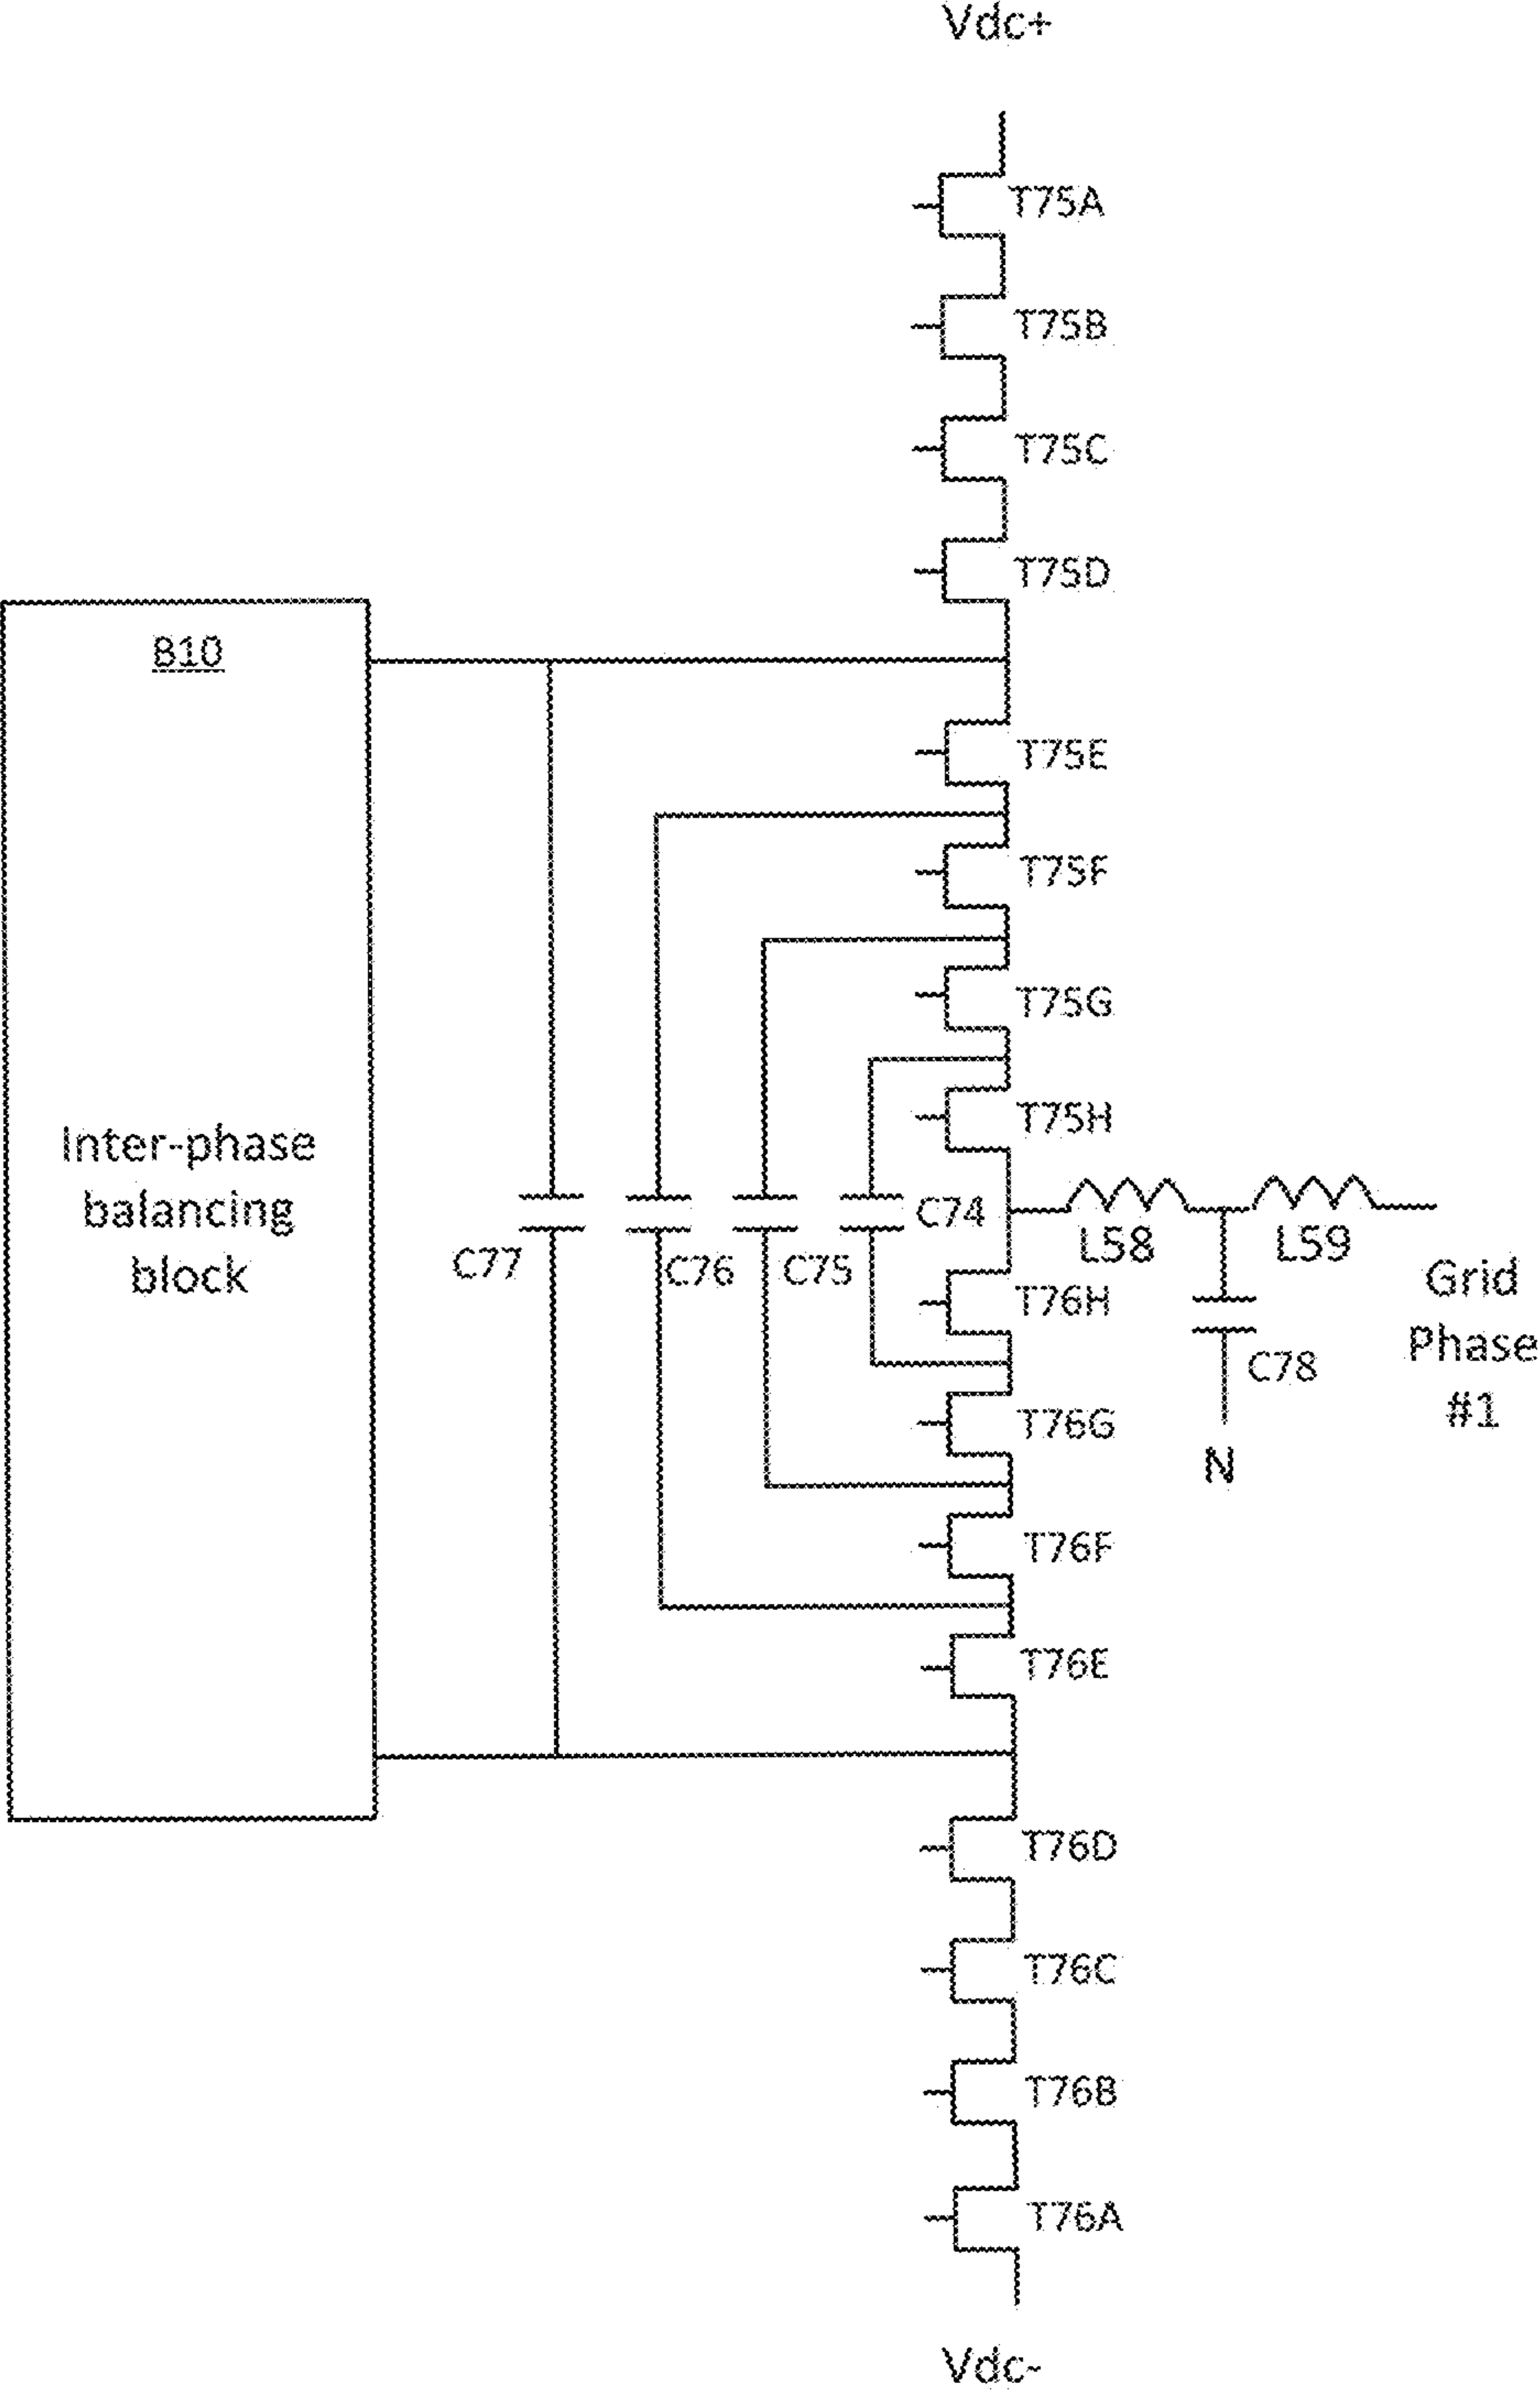 Vdc+
T75A
T75B
T75C
T75D
B10
T75E
T75F
T75G
T75H
Inter-phase
balancing
block
C77
C76
C75
C74
L58
L59
Grid
Phase
#1
C78
N
T76H
T76G
T76F
T76E
T76D
T76C
T76B
T76A
Vdc-